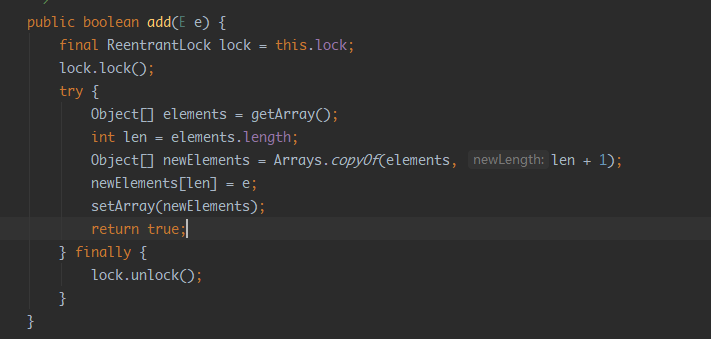 public boolean add(E e) {
final ReentrantLock lock = this.lock;
lock.lock();
try {
Object[] elements = getArray();
int len = elements.length;
Object[] newElements = Arrays.copyOf(elements, newLength: len + 1);
newElements[len] = e;
setArray(newElements);
return true;
} finally {
lock.unlock();
}
}